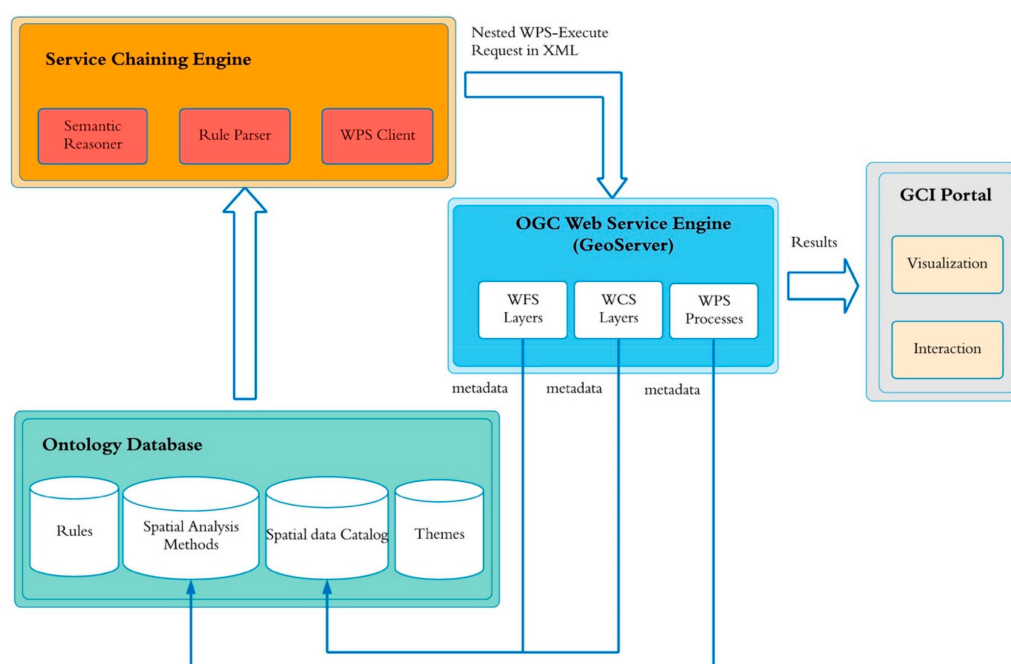 Service Chaining Engine
Semantic
Reasoner
Rule Parser
WPS Client
Nested WPS-Execute
Request in XML
OGC Web Service Engine
(GeoServer)
WFS
Layers
WCS
Layers
WPS
Processes
Results
GCI Portal
Visualization
Interaction
metadata
metadata
metadata
Ontology Database
Rules
Spatial Analysis
Methods
Spatial data Catalog
Themes